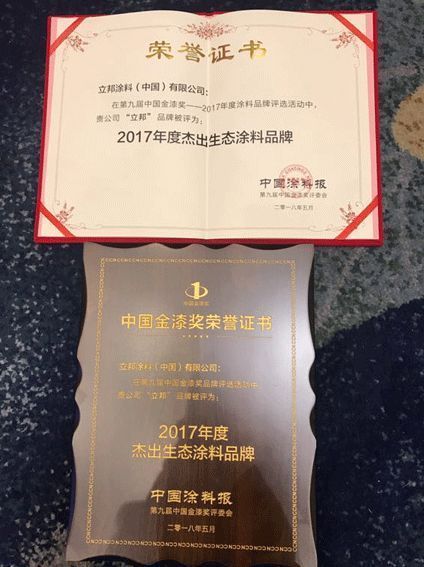 荣誉证书
立邦涂料（中国）有限公司：
在第九届中国金漆奖——2017年度涂料品牌评选活动中，
贵公司“立邦”品牌被评为：
2017年度杰出生态涂料品牌
中国涂料报
第九届中国金漆奖评委会
二〇一八年五月
中国金漆奖
中国金漆奖荣誉证书
立邦涂料（中国）有限公司：
在第九届中国金漆奖品牌评选活动中
贵公司“立邦”品牌被评为：
2017年度
杰出生态涂料品牌
中国涂料报
第九届中国金漆奖评委会
二〇一八年五月